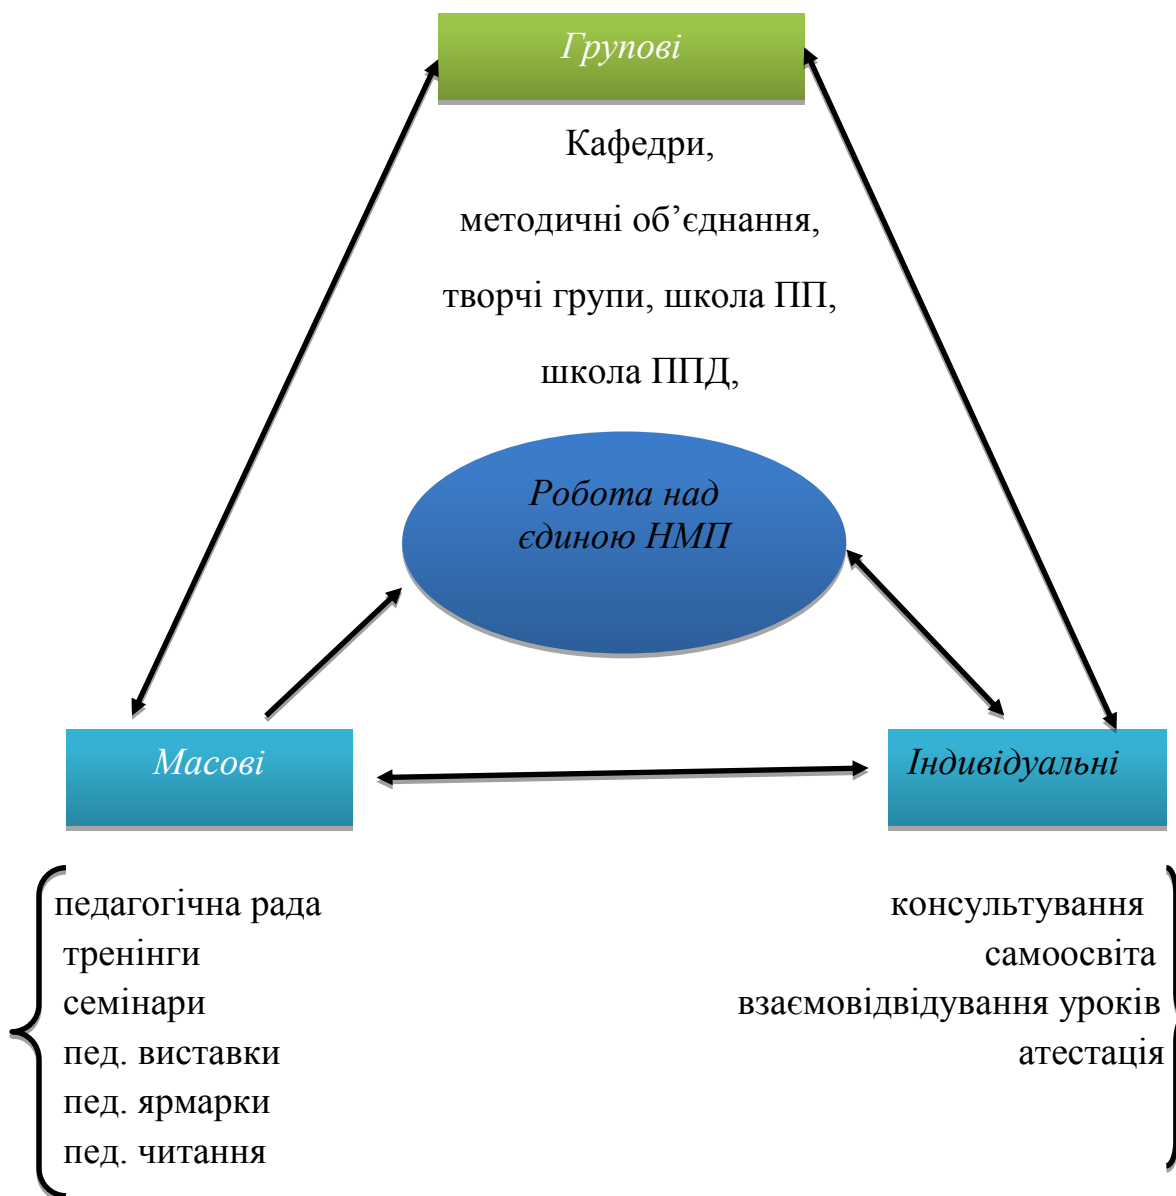 Групові
Кафедри,
методичні об’єднання,
творчі групи, школа ПП,
школа ППД,
Робота над
єдиною НМП
Масові
Індивідуальні
педагогічна рада
тренінги
семінари
пед. виставки
пед. ярмарки
пед. читання
консультування
самоосвіта
взаємовідвідування уроків
атестація